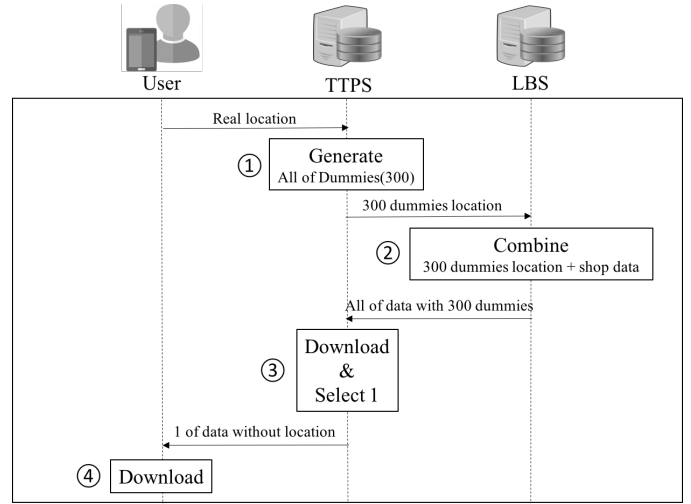 User
TTPS
LBS
Real location
① Generate
All of Dummies(300)
300 dummies location
② Combine
300 dummies location + shop data
All of data with 300 dummies
③ Download
&
Select 1
1 of data without location
④ Download